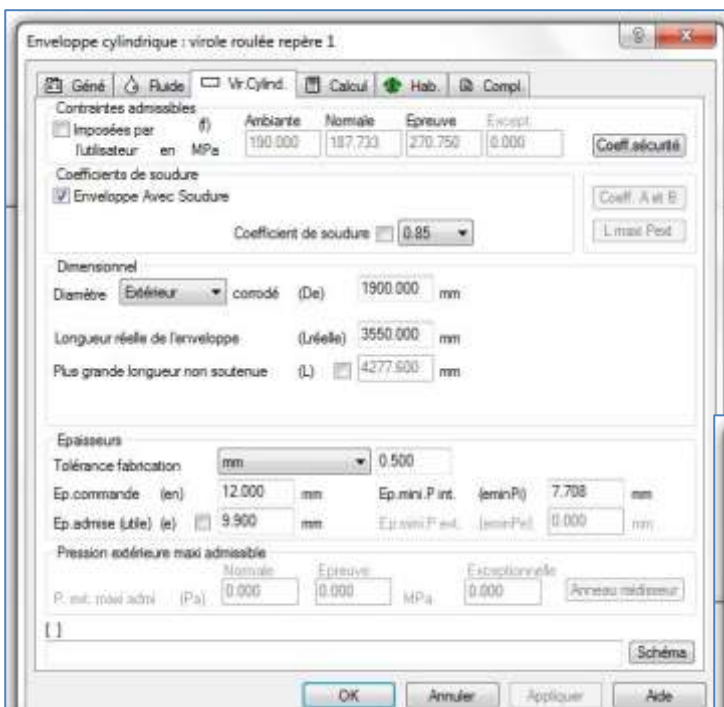 Enveloppe cylindrique : virole roulée repère 1
Géné Fluide Vir.Cylind. Calcul Hab. Compl.
Contraintes admissibles
Imposées par l'utilisateur (f) en MPa
Ambiante Normale Epreuve Except.
190.000 187.733 270.750 0.000 Coeff.sécurité
Coefficients de soudure
Enveloppe Avec Soudure Coeff. A et B
Coefficient de soudure 0.85 L maxi Pext
Dimensionnel
Diamètre Extérieur corrodé (De) 1900.000 mm
Longueur réelle de l'enveloppe (Lréelle) 3550.000 mm
Plus grande longueur non soutenue (L) 4277.600 mm
Epaisseurs
Tolérance fabrication mm 0.500
Ep.commande (en) 12.000 mm Ep.mini.P int. (eminPi) 7.708 mm
Ep.admise (utile) (e) 9.900 mm Ep.mini.P ext. (eminPe) 0.000 mm
Pression extérieure maxi admissible
Normale Epreuve Exceptionnelle
P. ext. maxi admi (Pa) 0.000 0.000 MPa 0.000 Anneau raidisseur
[ ]
Schéma
OK Annuler Appliquer Aide